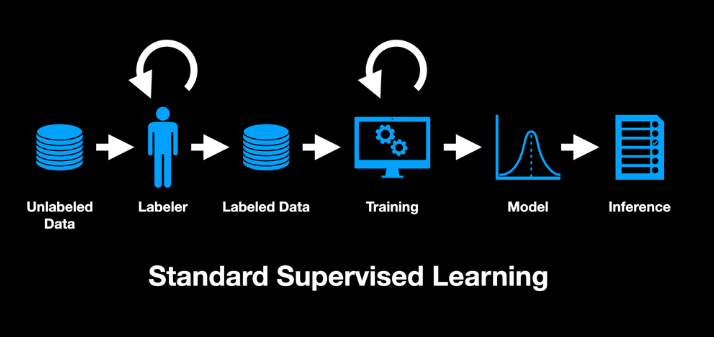 Unlabeled
Data
Labeler
Labeled Data
Training
Model
Inference
Standard Supervised Learning